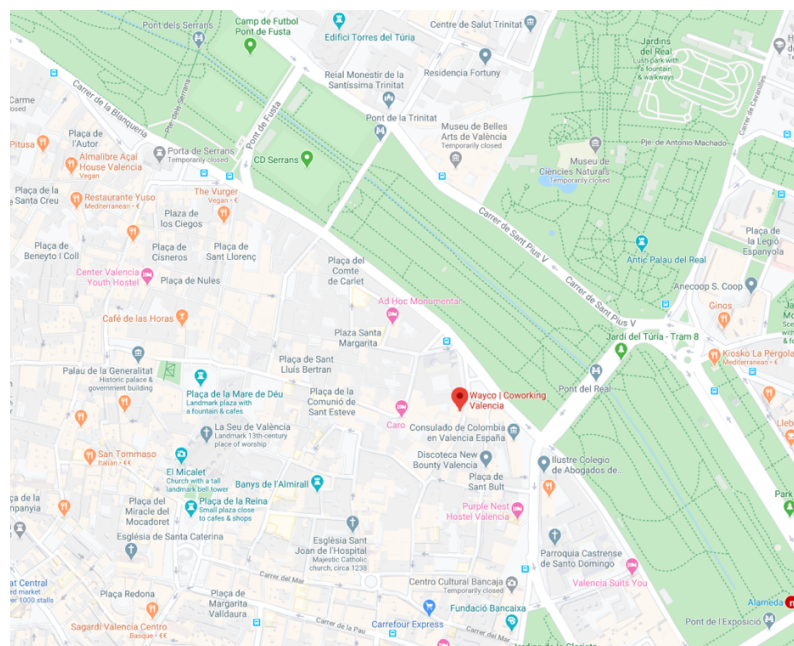 Pont dels Serrans
Camp de Futbol
Pont de Fusta
Edifici Torres del Túria
Centre de Salut Trinitat
Jardins
del Real
Lush park with
a fountain
& walkways
Residencia Fortuny
Reial Monestir de la
Santíssima Trinitat
Carme
Carrer de la Blanqueria
Pont de Fusta
Pont de la Trinitat
Museu de Belles
Arts de València
Temporarily closed
Pje. de Antonio Machado
Pitusa
Plaça de
l'Autor
Porta de Serrans
Temporarily closed
CD Serrans
Almalibre Açaí
House Valencia
Vegan
Museu de
Ciències Naturals
Temporarily closed
Plaça de la
Santa Creu
Restaurante Yuso
Mediterranean • €
The Vurger
Vegan • €
Plaza de
los Ciegos
Carrer de Sant Pius V
Plaça de
la Legió
Espanyola
Plaça de
Beneyto I Coll
Plaça de
Cisneros
Plaça de
Sant Llorenç
Plaça del
Comte
de Carlet
Antic Palau del Real
Center Valencia
Youth Hostel
Plaça de Nules
Anecoop S. Coop
Ad Hoc Monumental
Ginos
Café de las Horas
Carrer de Sant Pius V
Plaza Santa
Margarita
Jardí del Túria - Tram 8
Kiosko La Pérgola
Mediterranean • €
Palau de la Generalitat
Historic palace &
government building
Plaça de Sant
Lluís Bertran
Plaça de la Mare de Déu
Landmark plaza with
a fountain & cafes
Plaça de la
Comunió de
Sant Esteve
Wayco | Coworking
Valencia
Pont del Real
Caro
La Seu de València
Landmark 13th-century
place of worship
Consulado de Colombia
en Valencia España
San Tommaso
Italian • €€
Discoteca New
Bounty Valencia
Ilustre Colegio
de Abogados de...
El Micalet
Church with a tall
landmark bell tower
Banys de l'Almirall
Plaça de
Sant Bult
Park
Plaça del
Miracle del
Mocadoret
Plaça de la Reina
Small plaza close
to cafes & shops
Purple Nest
Hostel Valencia
Església de Santa Caterina
Església Sant
Joan de l'Hospital
Majestic Catholic
church, circa 1238
Parroquia Castrense
de Santo Domingo
Carrer del Mar
Centro Cultural Bancaja
Temporarily closed
Valencia Suits You
at Central
1000 stalls
Plaça Redona
Plaça de
Margarita
Valldaura
Fundació Bancaixa
Alameda
Sagardi Valencia Centro
Basque • €€
Carrer de la Pau
Carrefour Express
Carrer del Mar
Pont de l'Exposició